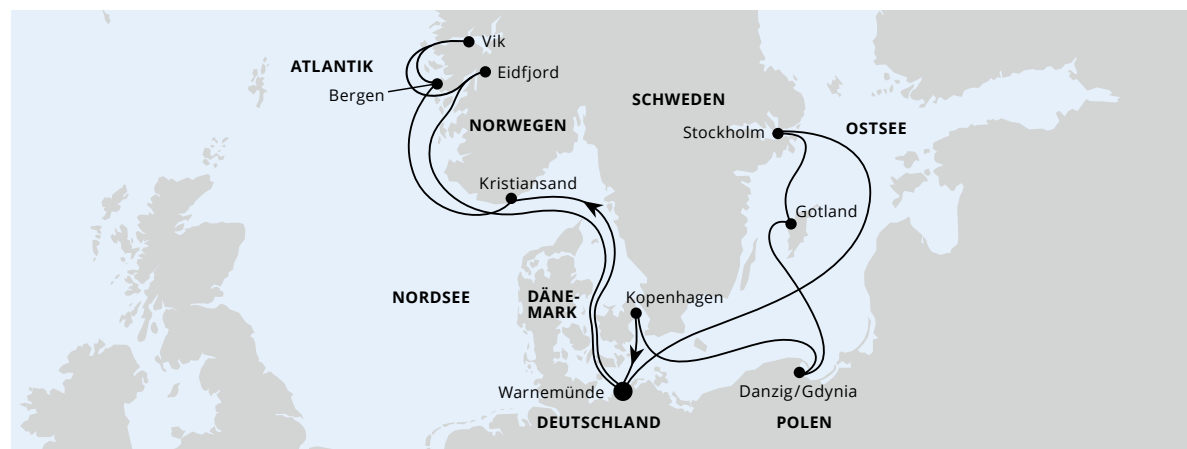 Vik
ATLANTIK
Eidfjord
Bergen
SCHWEDEN
NORWEGEN
Stockholm
OSTSEE
Kristiansand
Gotland
NORDSEE
DÄNE-
MARK
Kopenhagen
Warnemünde
Danzig/Gdynia
DEUTSCHLAND
POLEN